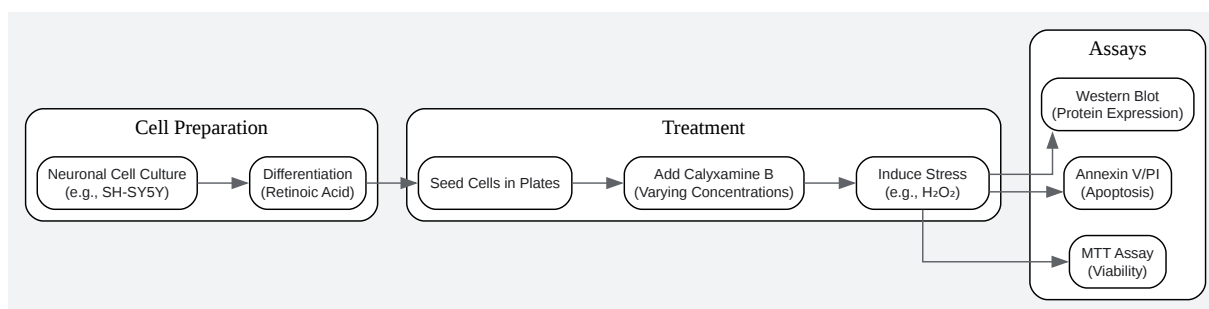 Cell Preparation
Neuronal Cell Culture
(e.g., SH-SY5Y)
Differentiation
(Retinoic Acid)
Treatment
Seed Cells in Plates
Add Calyxamine B
(Varying Concentrations)
Induce Stress
(e.g., H₂O₂)
Assays
Western Blot
(Protein Expression)
Annexin V/PI
(Apoptosis)
MTT Assay
(Viability)